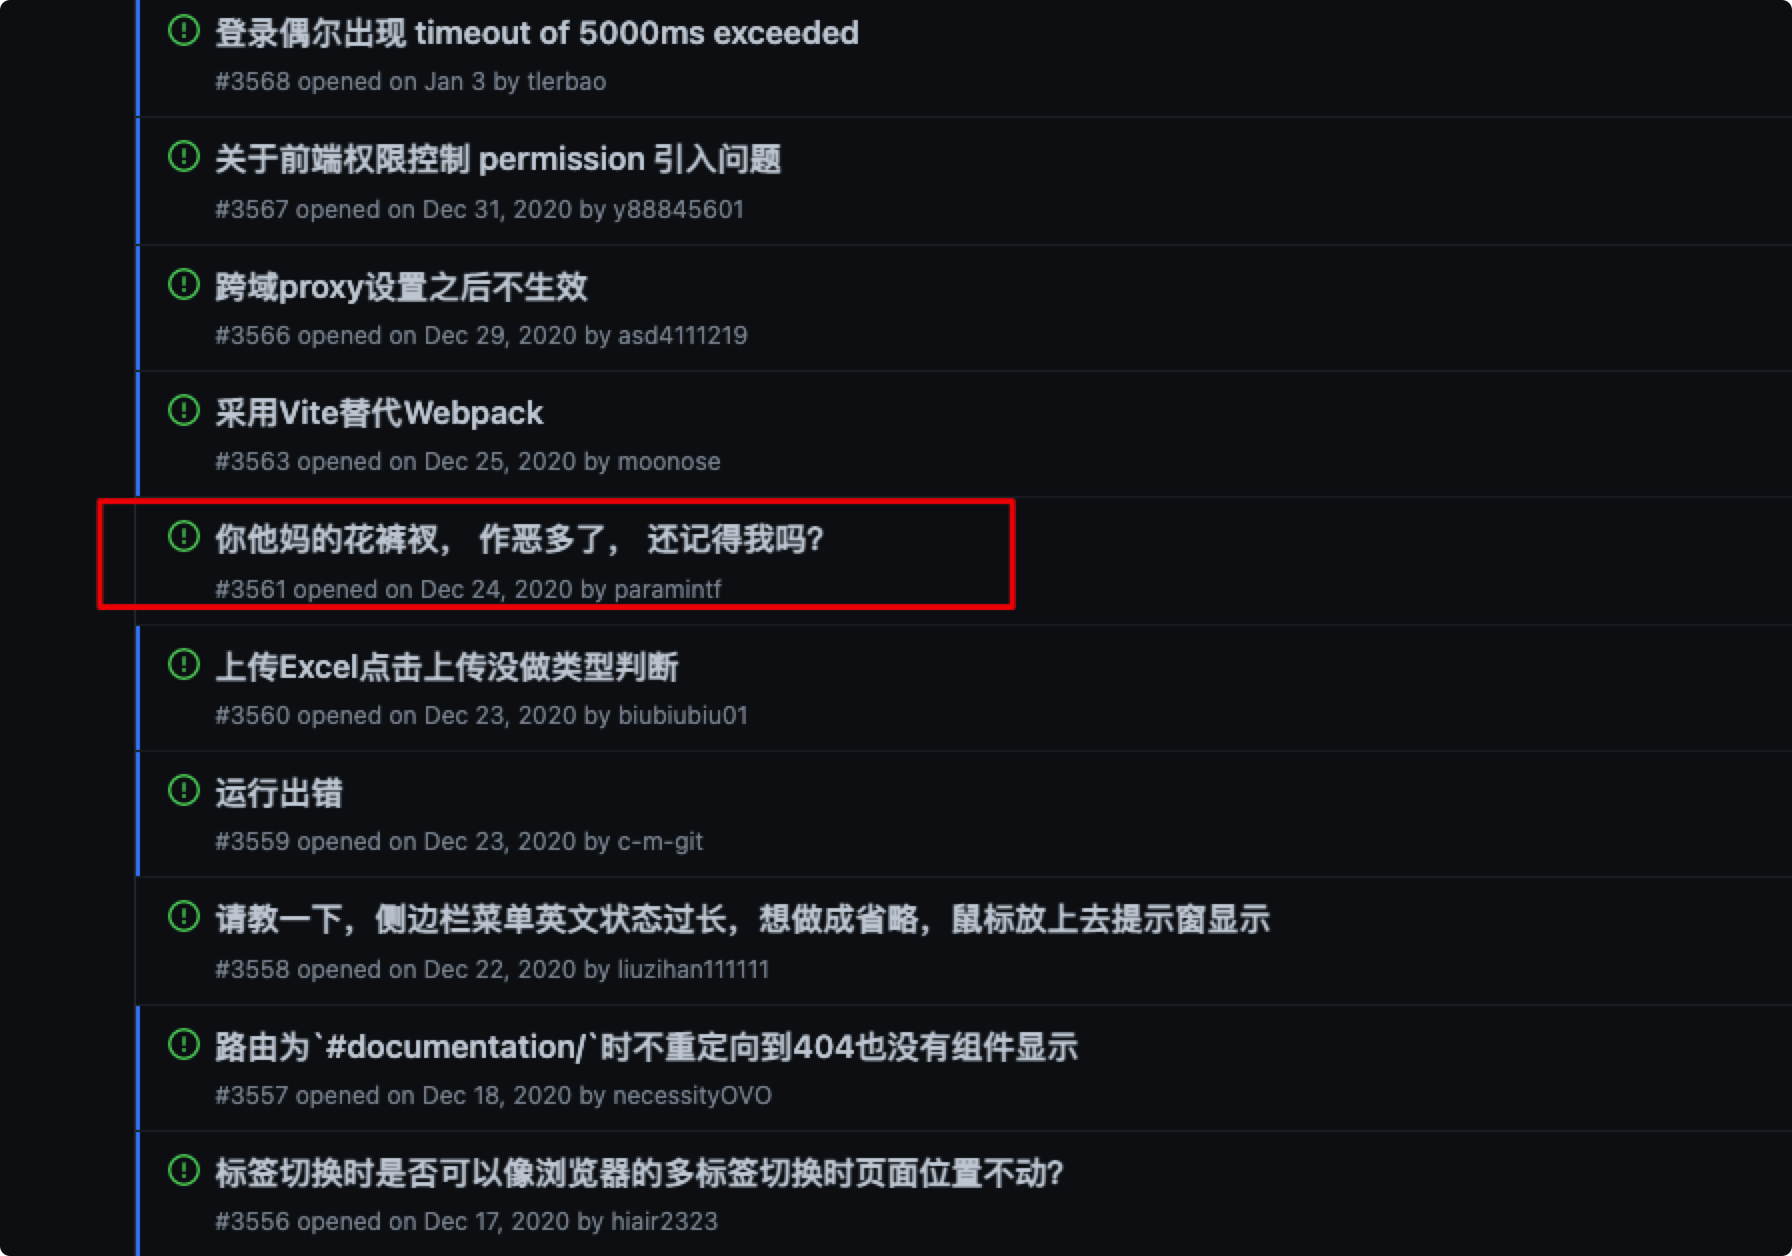 登录偶尔出现 timeout of 5000ms exceeded
#3568 opened on Jan 3 by tlerbao
关于前端权限控制 permission 引入问题
#3567 opened on Dec 31, 2020 by y88845601
跨域proxy设置之后不生效
#3566 opened on Dec 29, 2020 by asd4111219
采用Vite替代Webpack
#3563 opened on Dec 25, 2020 by moonose
你他妈的花裤衩， 作恶多了， 还记得我吗？
#3561 opened on Dec 24, 2020 by paramintf
上传Excel点击上传没做类型判断
#3560 opened on Dec 23, 2020 by biubiubiu01
运行出错
#3559 opened on Dec 23, 2020 by c-m-git
请教一下，侧边栏菜单英文状态过长，想做成省略，鼠标放上去提示窗显示
#3558 opened on Dec 22, 2020 by liuzihan111111
路由为`#documentation/`时不重定向到404也没有组件显示
#3557 opened on Dec 18, 2020 by necessityOVO
标签切换时是否可以像浏览器的多标签切换时页面位置不动？
#3556 opened on Dec 17, 2020 by hiair2323